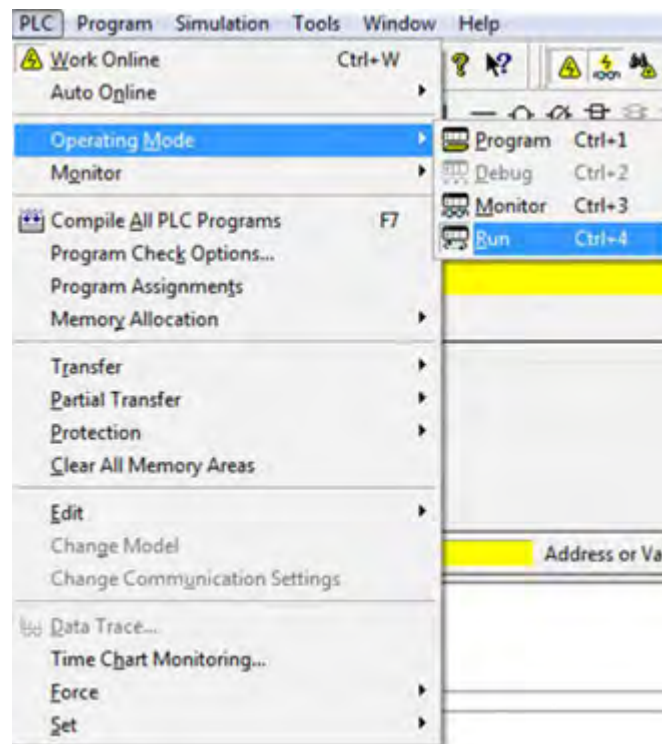 PLC Program Simulation Tools Window Help
Work Online Ctrl+W
Auto Online
Operating Mode
Program Ctrl+1
Debug Ctrl+2
Monitor Ctrl+3
Run Ctrl+4
Monitor
Compile All PLC Programs F7
Program Check Options...
Program Assignments
Memory Allocation
Transfer
Partial Transfer
Protection
Clear All Memory Areas
Edit
Change Model
Address or Va
Change Communication Settings
Data Trace...
Time Chart Monitoring...
Force
Set